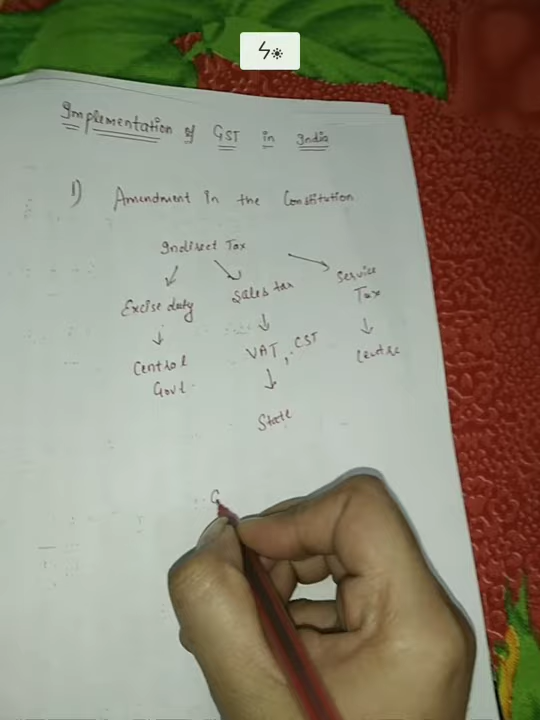 Implementation of GST in India
1) Amendment in the Constitution
Indirect Tax
Excise duty
Sales tax
Service Tax
Central Govt.
VAT, CST
Centre
State
G